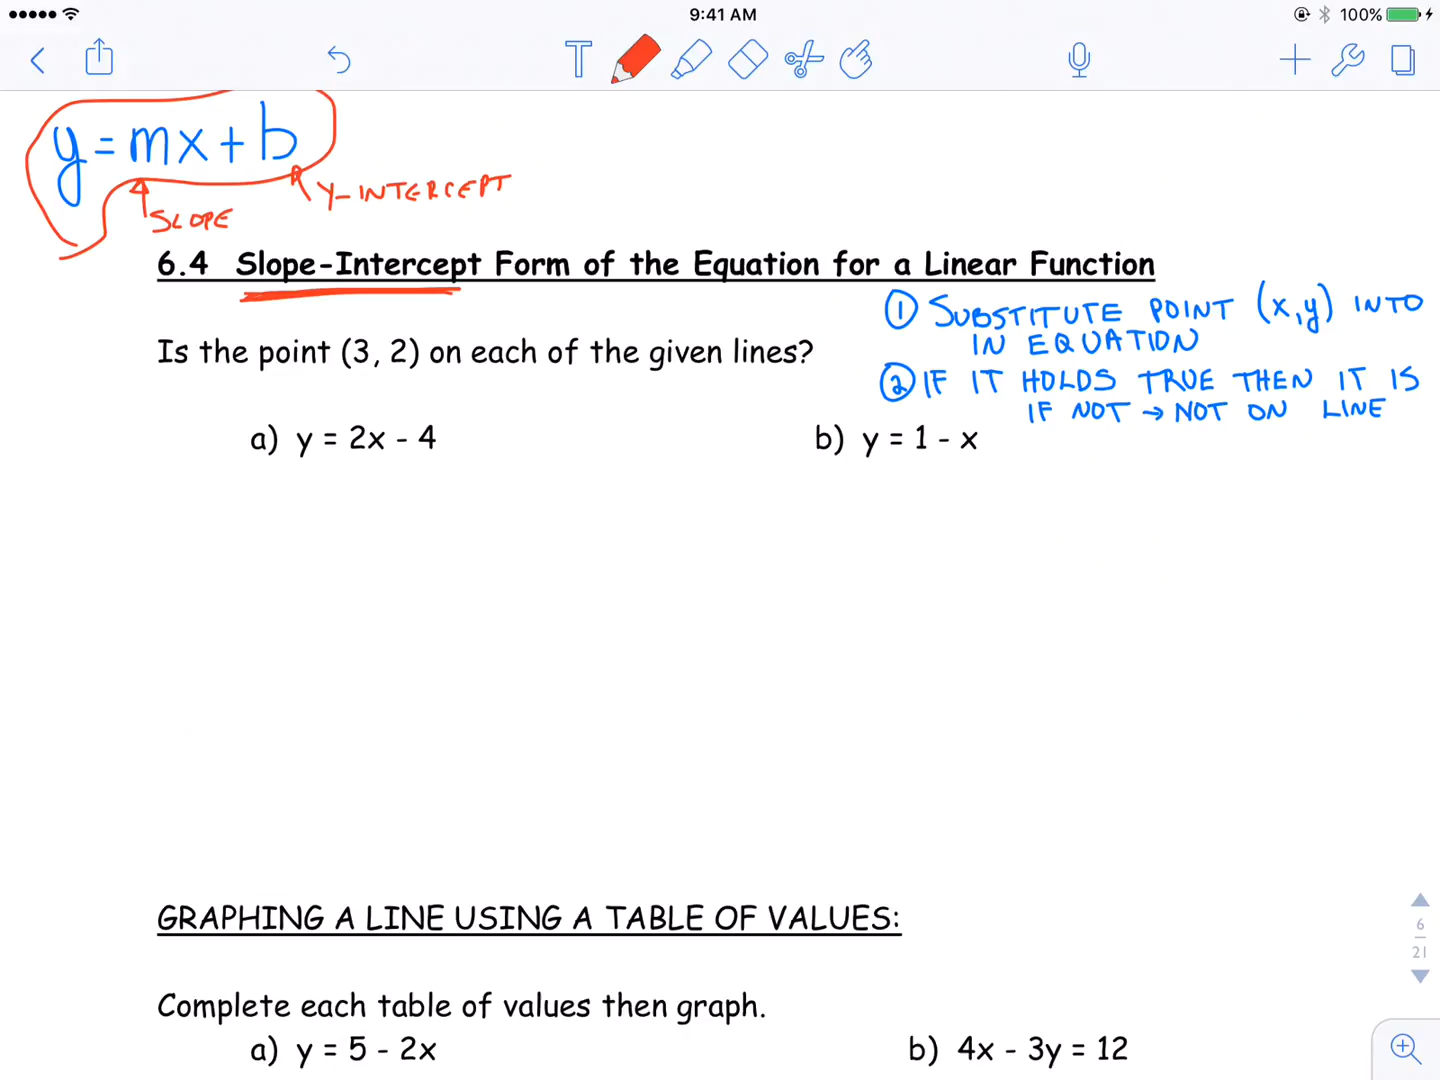 9:41 AM
100%
T
y = mx + b
Y-INTERCEPT
SLOPE
6.4 Slope-Intercept Form of the Equation for a Linear Function
① SUBSTITUTE POINT (x,y) INTO
IN EQUATION
Is the point (3, 2) on each of the given lines?
② IF IT HOLDS TRUE THEN IT IS
IF NOT → NOT ON LINE
a) y = 2x - 4
b) y = 1 - x
GRAPHING A LINE USING A TABLE OF VALUES:
6
21
Complete each table of values then graph.
a) y = 5 - 2x
b) 4x - 3y = 12